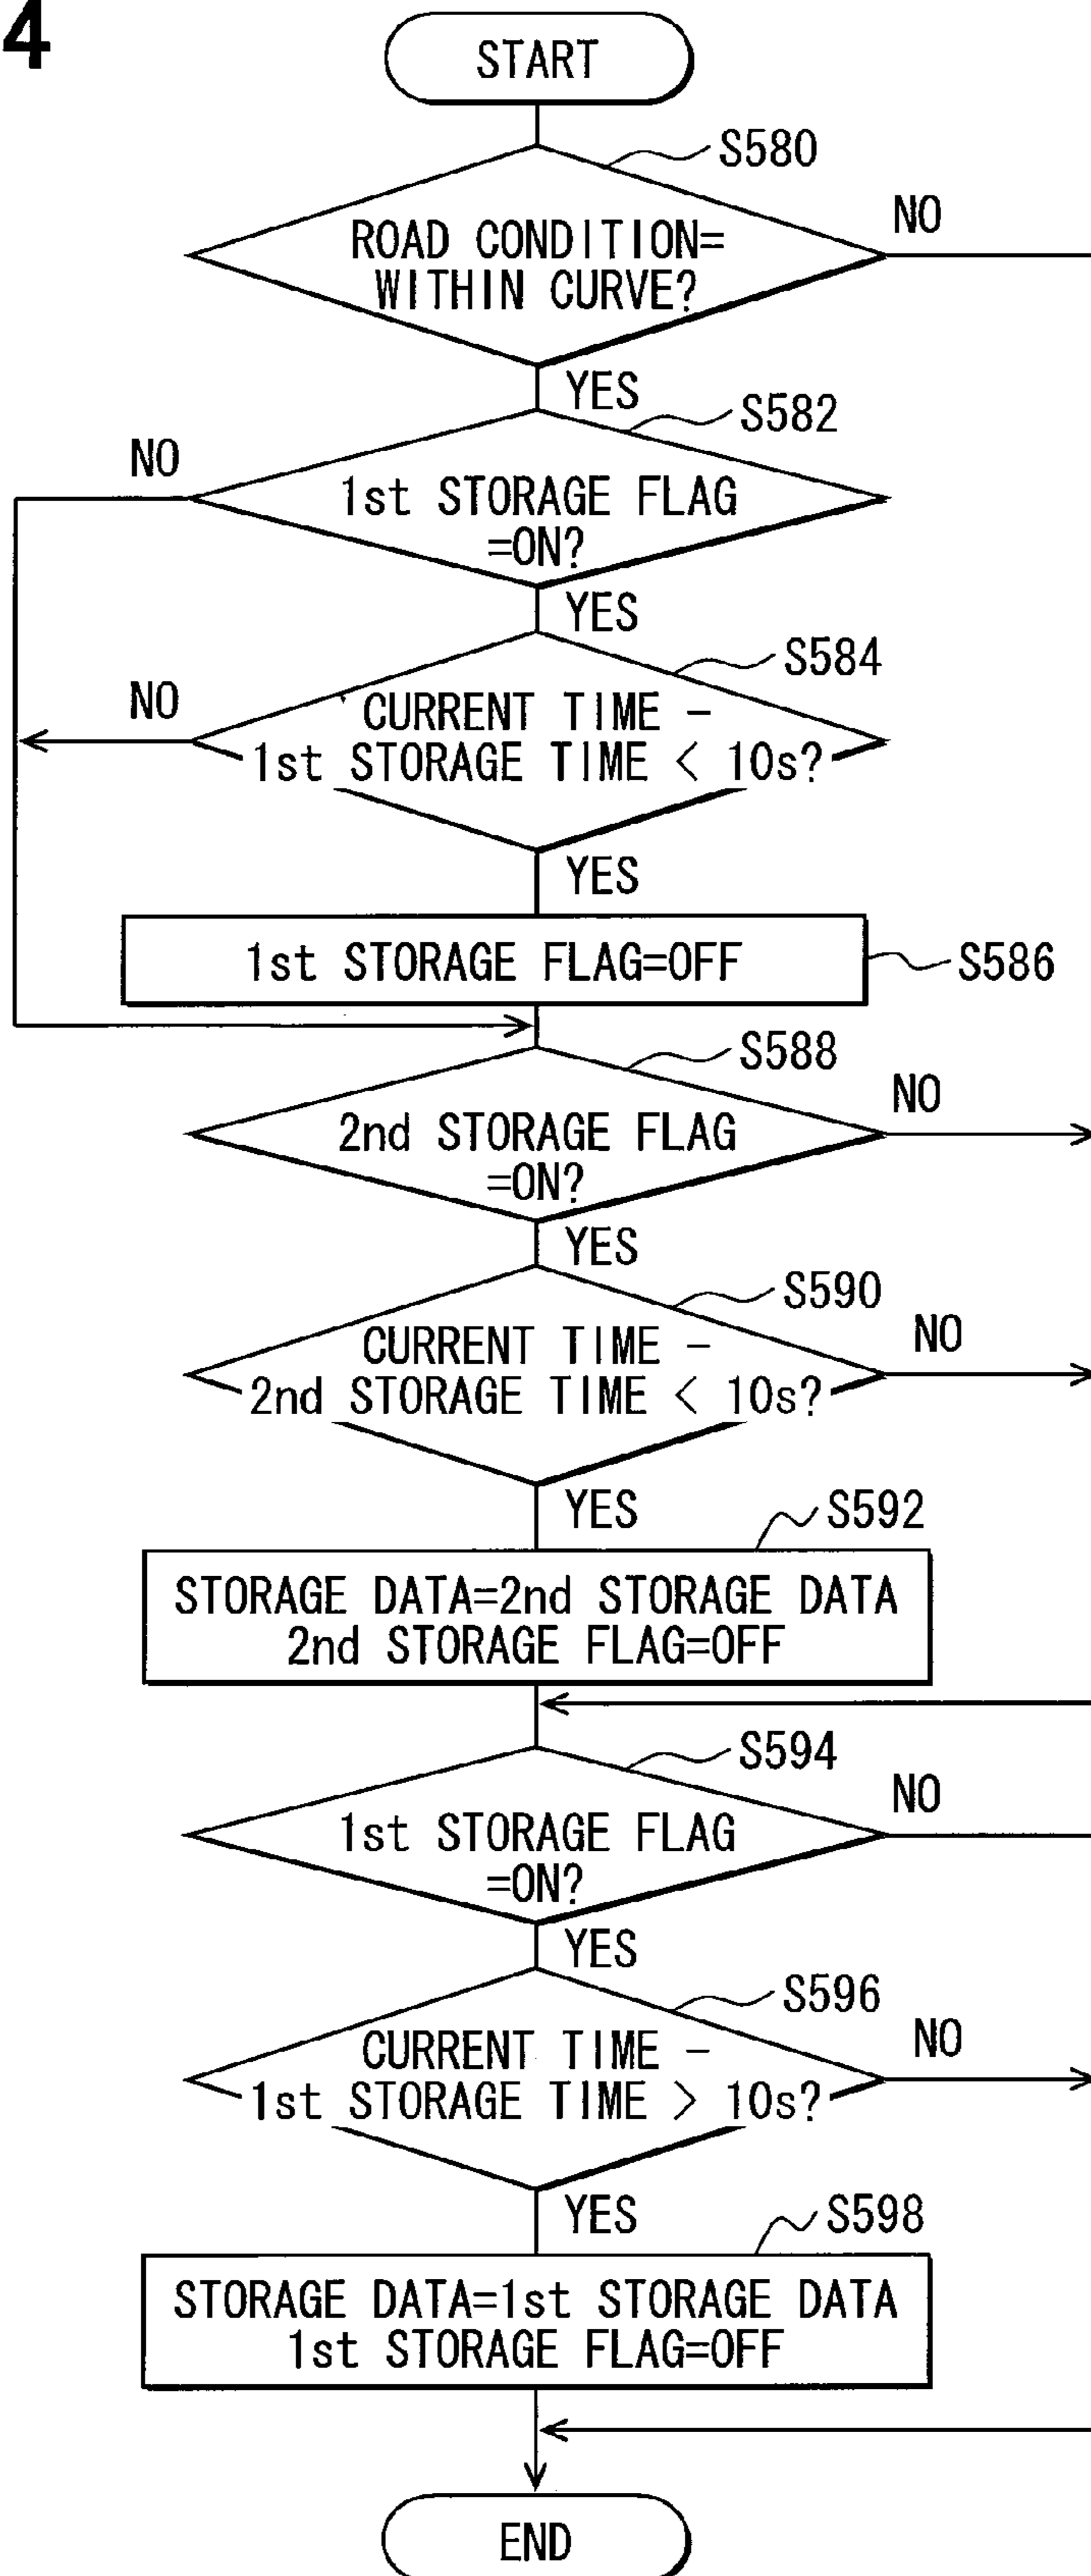 4
START
S580
ROAD CONDITION=
WITHIN CURVE?
NO
YES
S582
NO
1st STORAGE FLAG
=ON?
YES
S584
NO
CURRENT TIME -
1st STORAGE TIME < 10s?
YES
1st STORAGE FLAG=OFF
S586
S588
NO
2nd STORAGE FLAG
=ON?
YES
S590
NO
CURRENT TIME -
2nd STORAGE TIME < 10s?
YES
S592
STORAGE DATA=2nd STORAGE DATA
2nd STORAGE FLAG=OFF
S594
NO
1st STORAGE FLAG
=ON?
YES
S596
NO
CURRENT TIME -
1st STORAGE TIME > 10s?
YES
S598
STORAGE DATA=1st STORAGE DATA
1st STORAGE FLAG=OFF
END